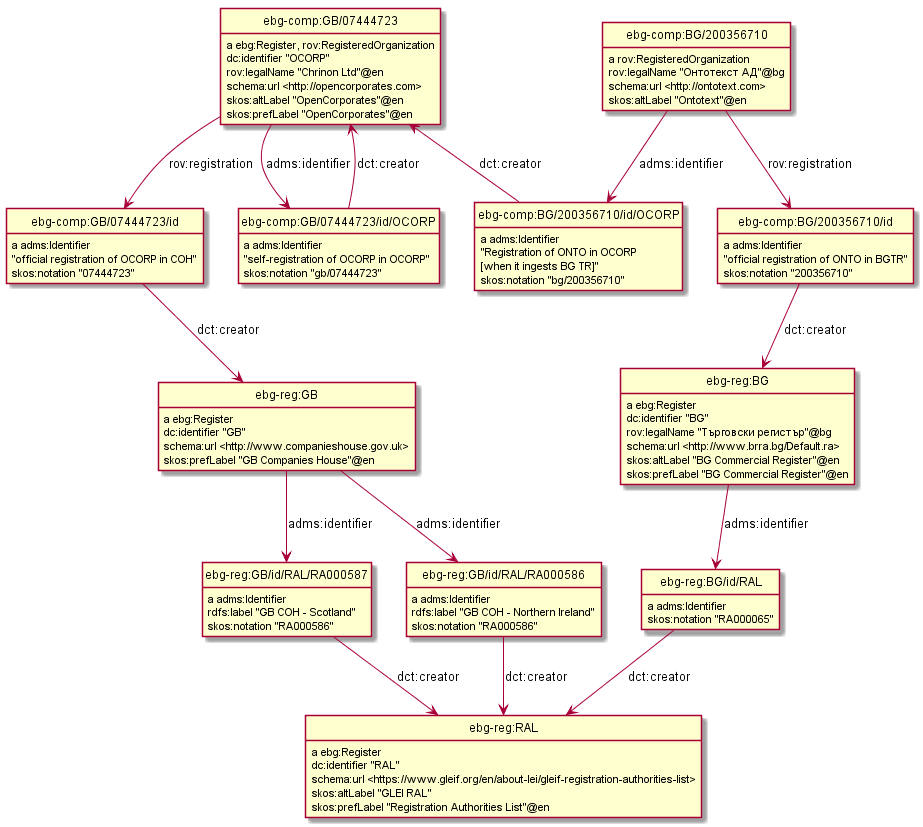 ebg-comp:GB/07444723
a ebg:Register, rov:RegisteredOrganization
dc:identifier "OCORP"
rov:legalName "Chrinon Ltd"@en
schema:url <http://opencorporates.com>
skos:altLabel "OpenCorporates"@en
skos:prefLabel "OpenCorporates"@en
ebg-comp:BG/200356710
a rov:RegisteredOrganization
rov:legalName "Онтотекст АД"@bg
schema:url <http://ontotext.com>
skos:altLabel "Ontotext"@en
rov:registration
adms:identifier
dct:creator
dct:creator
adms:identifier
rov:registration
ebg-comp:GB/07444723/id
a adms:Identifier
"official registration of OCORP in COH"
skos:notation "07444723"
ebg-comp:GB/07444723/id/OCORP
a adms:Identifier
"self-registration of OCORP in OCORP"
skos:notation "gb/07444723"
ebg-comp:BG/200356710/id/OCORP
a adms:Identifier
"Registration of ONTO in OCORP
[when it ingests BG TR]"
skos:notation "bg/200356710"
ebg-comp:BG/200356710/id
a adms:Identifier
"official registration of ONTO in BGTR"
skos:notation "200356710"
dct:creator
dct:creator
ebg-reg:GB
a ebg:Register
dc:identifier "GB"
schema:url <http://www.companieshouse.gov.uk>
skos:prefLabel "GB Companies House"@en
ebg-reg:BG
a ebg:Register
dc:identifier "BG"
rov:legalName "Търговски регистър"@bg
schema:url <http://www.brra.bg/Default.ra>
skos:altLabel "BG Commercial Register"@en
skos:prefLabel "BG Commercial Register"@en
adms:identifier
adms:identifier
adms:identifier
ebg-reg:GB/id/RAL/RA000587
a adms:Identifier
rdfs:label "GB COH - Scotland"
skos:notation "RA000586"
ebg-reg:GB/id/RAL/RA000586
a adms:Identifier
rdfs:label "GB COH - Northern Ireland"
skos:notation "RA000586"
ebg-reg:BG/id/RAL
a adms:Identifier
skos:notation "RA000065"
dct:creator
dct:creator
dct:creator
ebg-reg:RAL
a ebg:Register
dc:identifier "RAL"
schema:url <https://www.gleif.org/en/about-lei/gleif-registration-authorities-list>
skos:altLabel "GLEI RAL"
skos:prefLabel "Registration Authorities List"@en